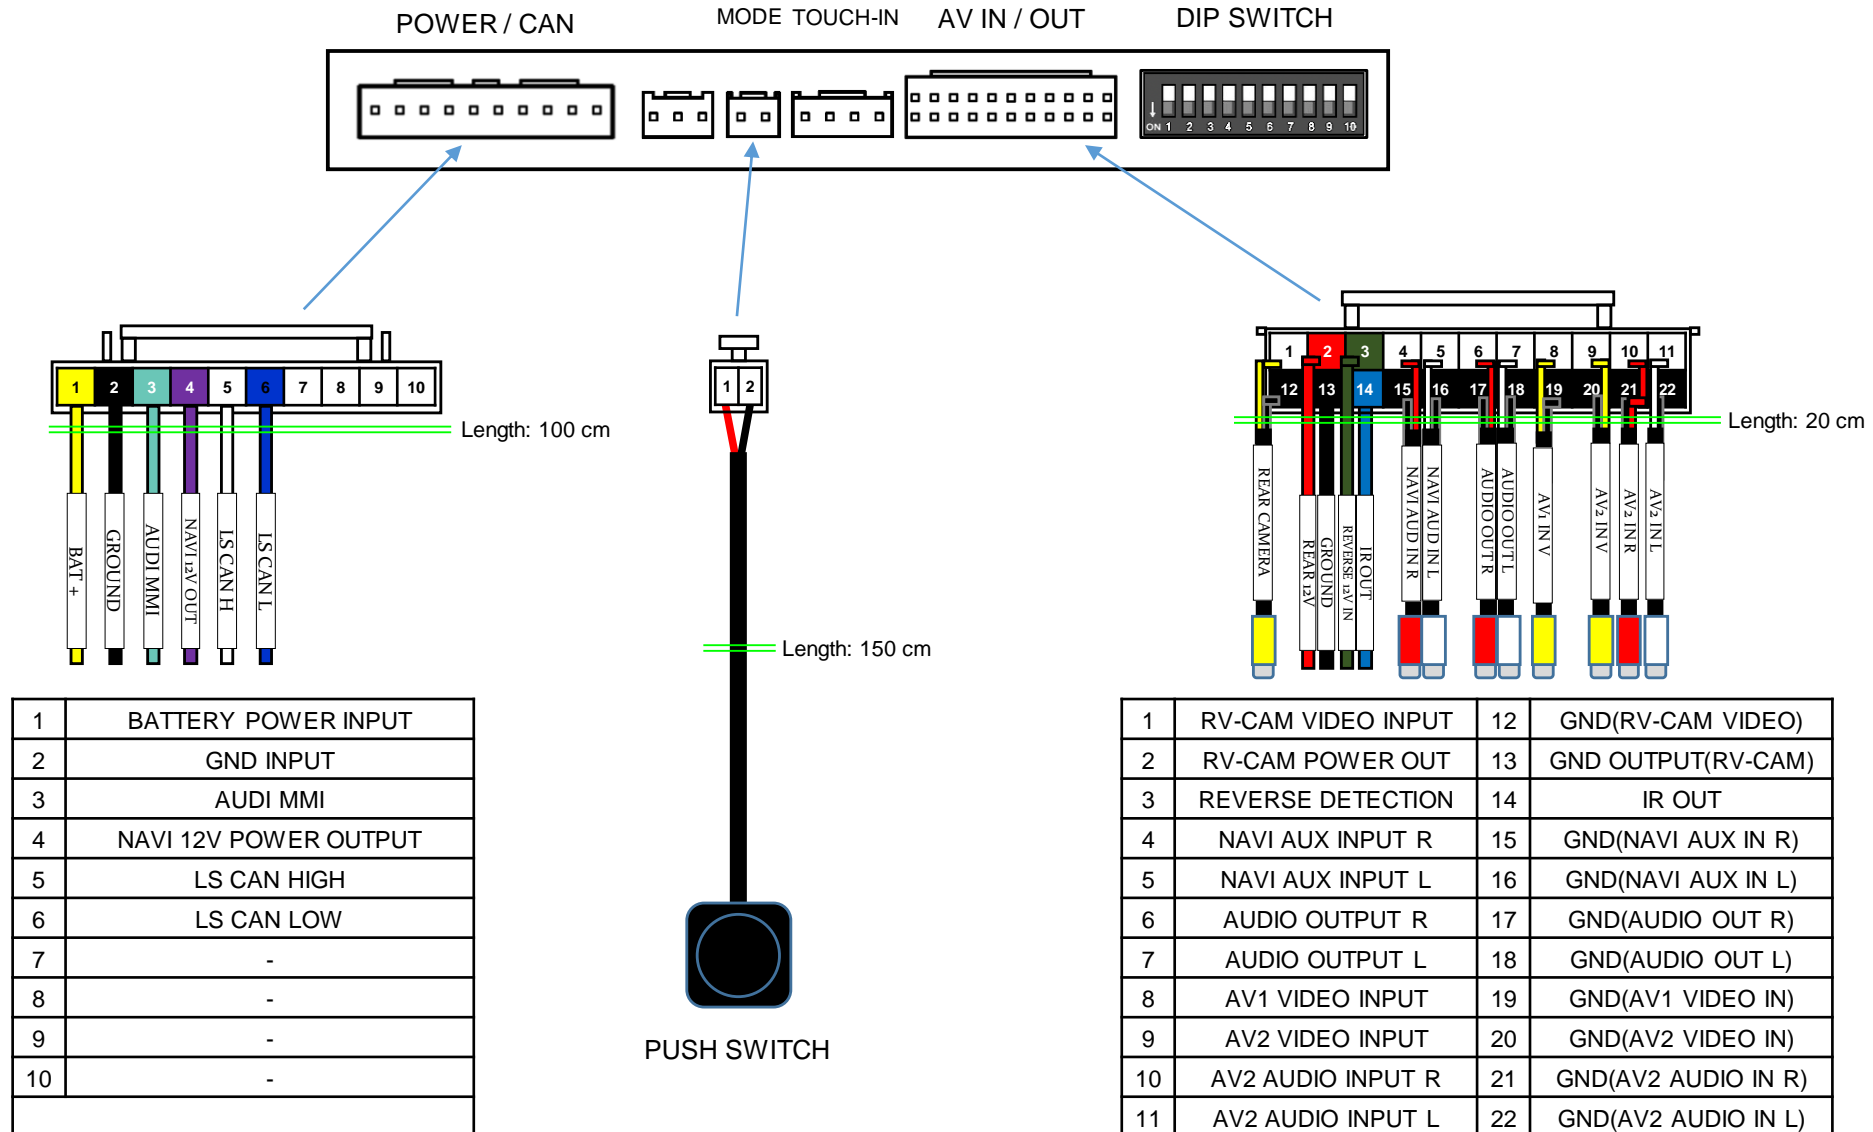 POWER / CAN
MODE TOUCH-IN
AV IN / OUT
DIP SWITCH
ON 1 2 3 4 5 6 7 8 9 10
1 2 3 4 5 6 7 8 9 10
Length: 100 cm
BAT +
GROUND
AUDI MMI
NAVI 12V OUT
LS CAN H
LS CAN L
1 2
Length: 150 cm
PUSH SWITCH
1 2 3 4 5 6 7 8 9 10 11
12 13 14 15 16 17 18 19 20 21 22
Length: 20 cm
REAR CAMERA
REAR 12V
GROUND
REVERSE 12V IN
IR OUT
NAVI AUD IN R
NAVI AUD IN L
AUDIO OUT R
AUDIO OUT L
AV1 IN V
AV2 IN V
AV2 IN R
AV2 IN L
1 BATTERY POWER INPUT
2 GND INPUT
3 AUDI MMI
4 NAVI 12V POWER OUTPUT
5 LS CAN HIGH
6 LS CAN LOW
7 -
8 -
9 -
10 -
1 RV-CAM VIDEO INPUT 12 GND(RV-CAM VIDEO)
2 RV-CAM POWER OUT 13 GND OUTPUT(RV-CAM)
3 REVERSE DETECTION 14 IR OUT
4 NAVI AUX INPUT R 15 GND(NAVI AUX IN R)
5 NAVI AUX INPUT L 16 GND(NAVI AUX IN L)
6 AUDIO OUTPUT R 17 GND(AUDIO OUT R)
7 AUDIO OUTPUT L 18 GND(AUDIO OUT L)
8 AV1 VIDEO INPUT 19 GND(AV1 VIDEO IN)
9 AV2 VIDEO INPUT 20 GND(AV2 VIDEO IN)
10 AV2 AUDIO INPUT R 21 GND(AV2 AUDIO IN R)
11 AV2 AUDIO INPUT L 22 GND(AV2 AUDIO IN L)